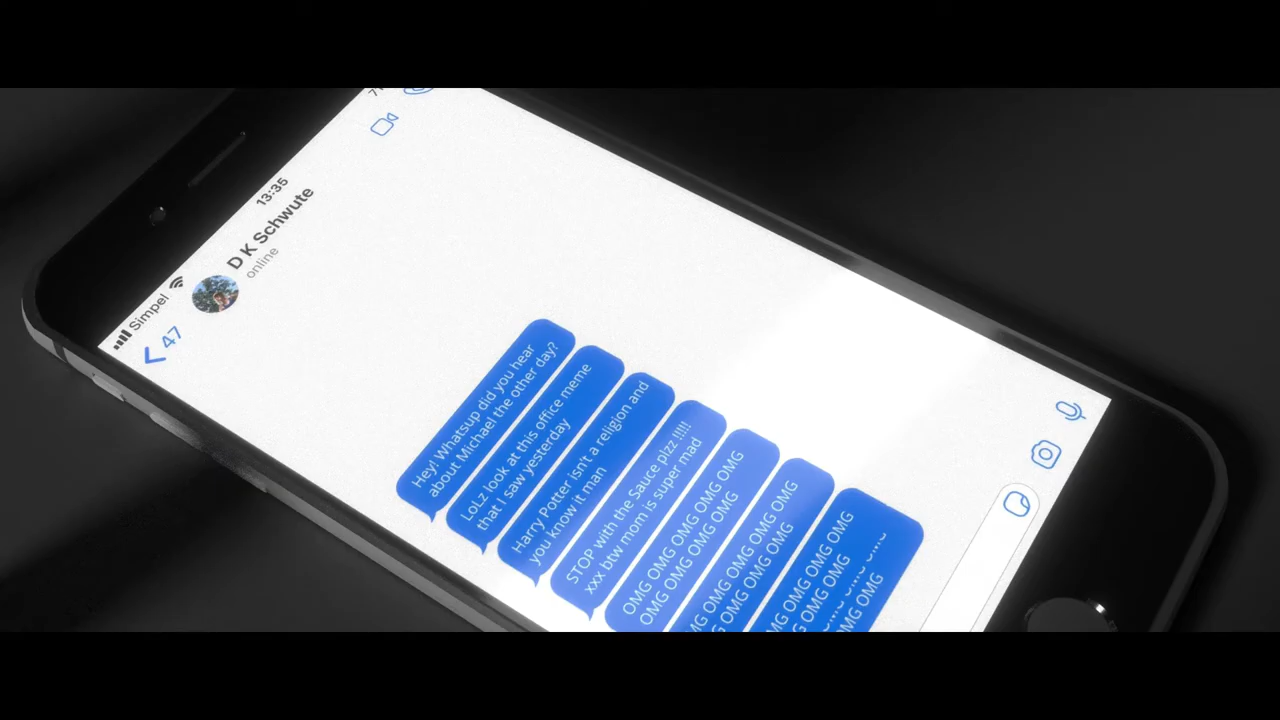 Simpel
13:35
47
D K Schwute
online
Hey! Whatsup did you hear
about Michael the other day?
LoLz look at this office meme
that I saw yesterday
Harry Potter isn't a religion and
you know it man
STOP with the Sauce plzz !!!!!
xxx btw mom is super mad
OMG OMG OMG OMG OMG
OMG OMG OMG OMG
OMG OMG OMG OMG
OMG OMG OMG
OMG OMG OMG
OMG OMG
OMG